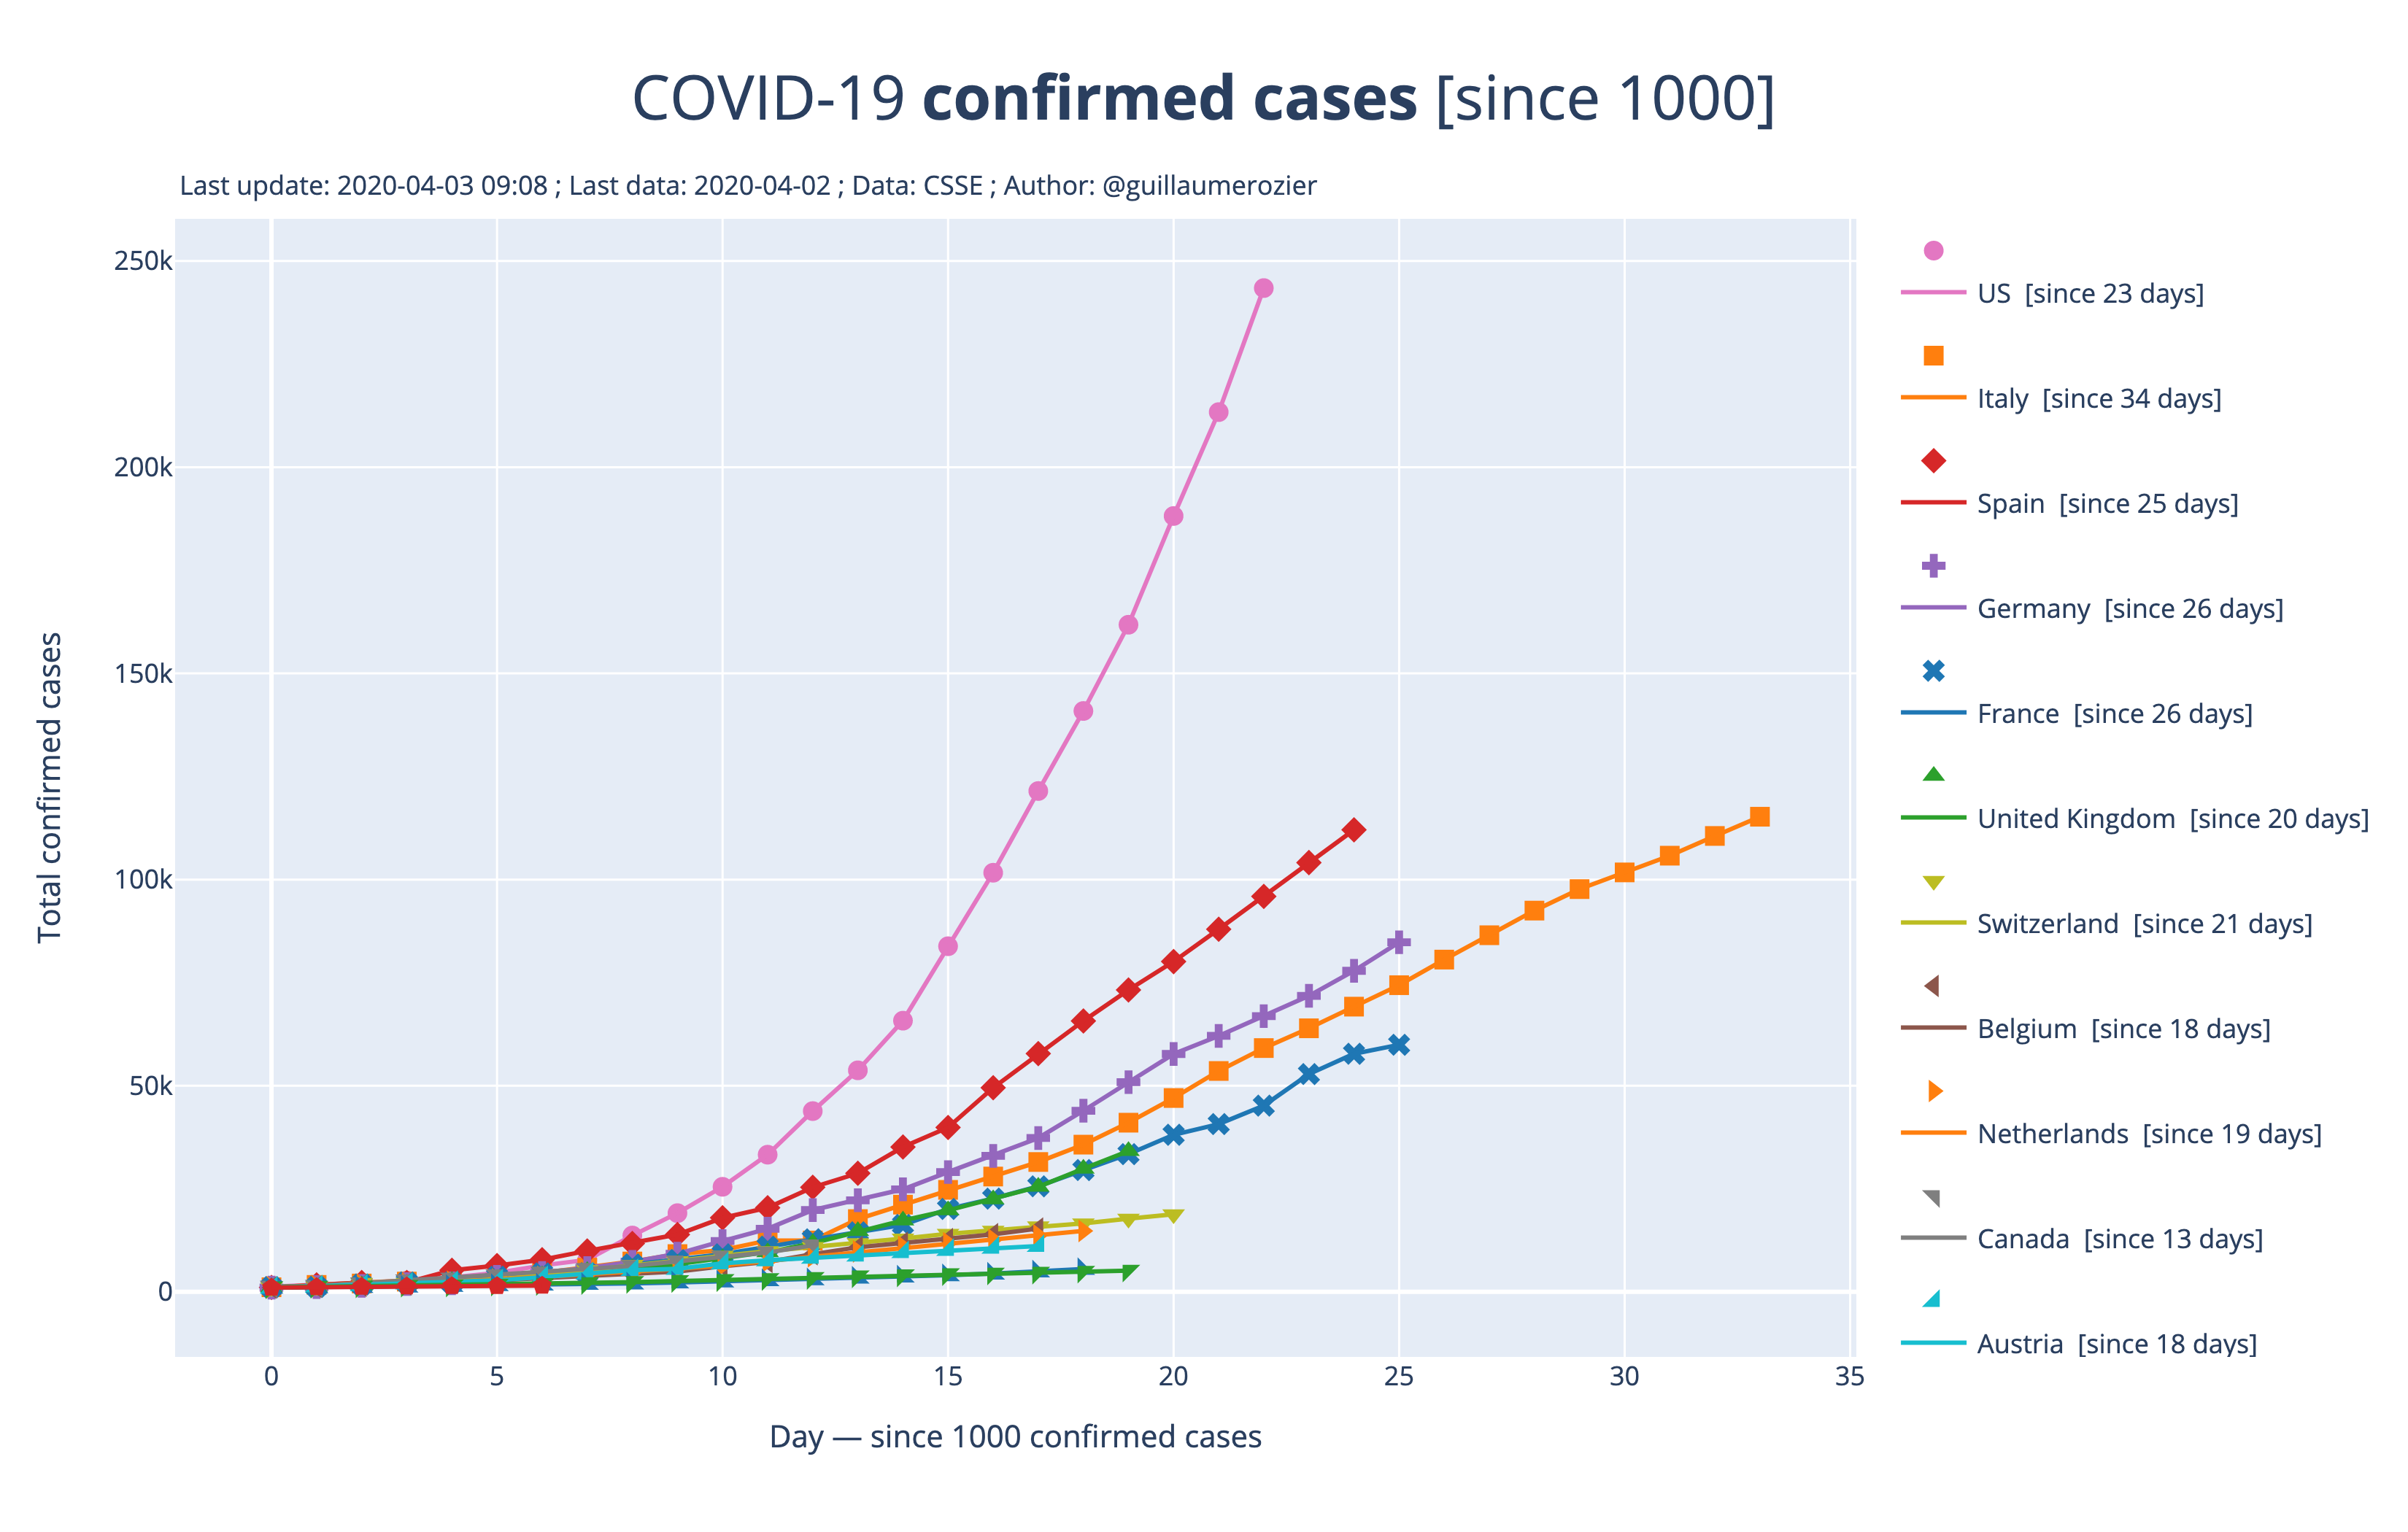 COVID-19 confirmed cases [since 1000]
Last update: 2020-04-03 09:08 ; Last data: 2020-04-02 ; Data: CSSE ; Author: @guillaumerozier
250k
200k
150k
100k
50k
0
Total confirmed cases
0 5 10 15 20 25 30 35
Day — since 1000 confirmed cases
US [since 23 days]
Italy [since 34 days]
Spain [since 25 days]
Germany [since 26 days]
France [since 26 days]
United Kingdom [since 20 days]
Switzerland [since 21 days]
Belgium [since 18 days]
Netherlands [since 19 days]
Canada [since 13 days]
Austria [since 18 days]